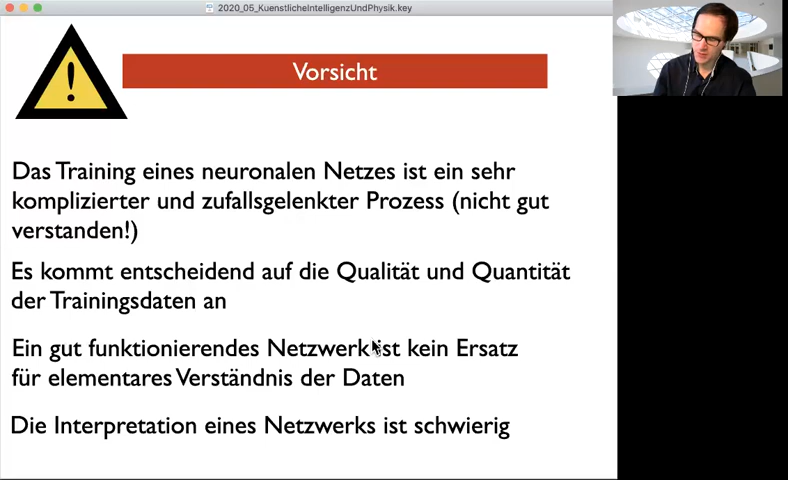 2020_05_KuenstlicheIntelligenzUndPhysik.key
!
Vorsicht
Das Training eines neuronalen Netzes ist ein sehr
komplizierter und zufallsgelenkter Prozess (nicht gut
verstanden!)
Es kommt entscheidend auf die Qualität und Quantität
der Trainingsdaten an
Ein gut funktionierendes Netzwerk ist kein Ersatz
für elementares Verständnis der Daten
Die Interpretation eines Netzwerks ist schwierig